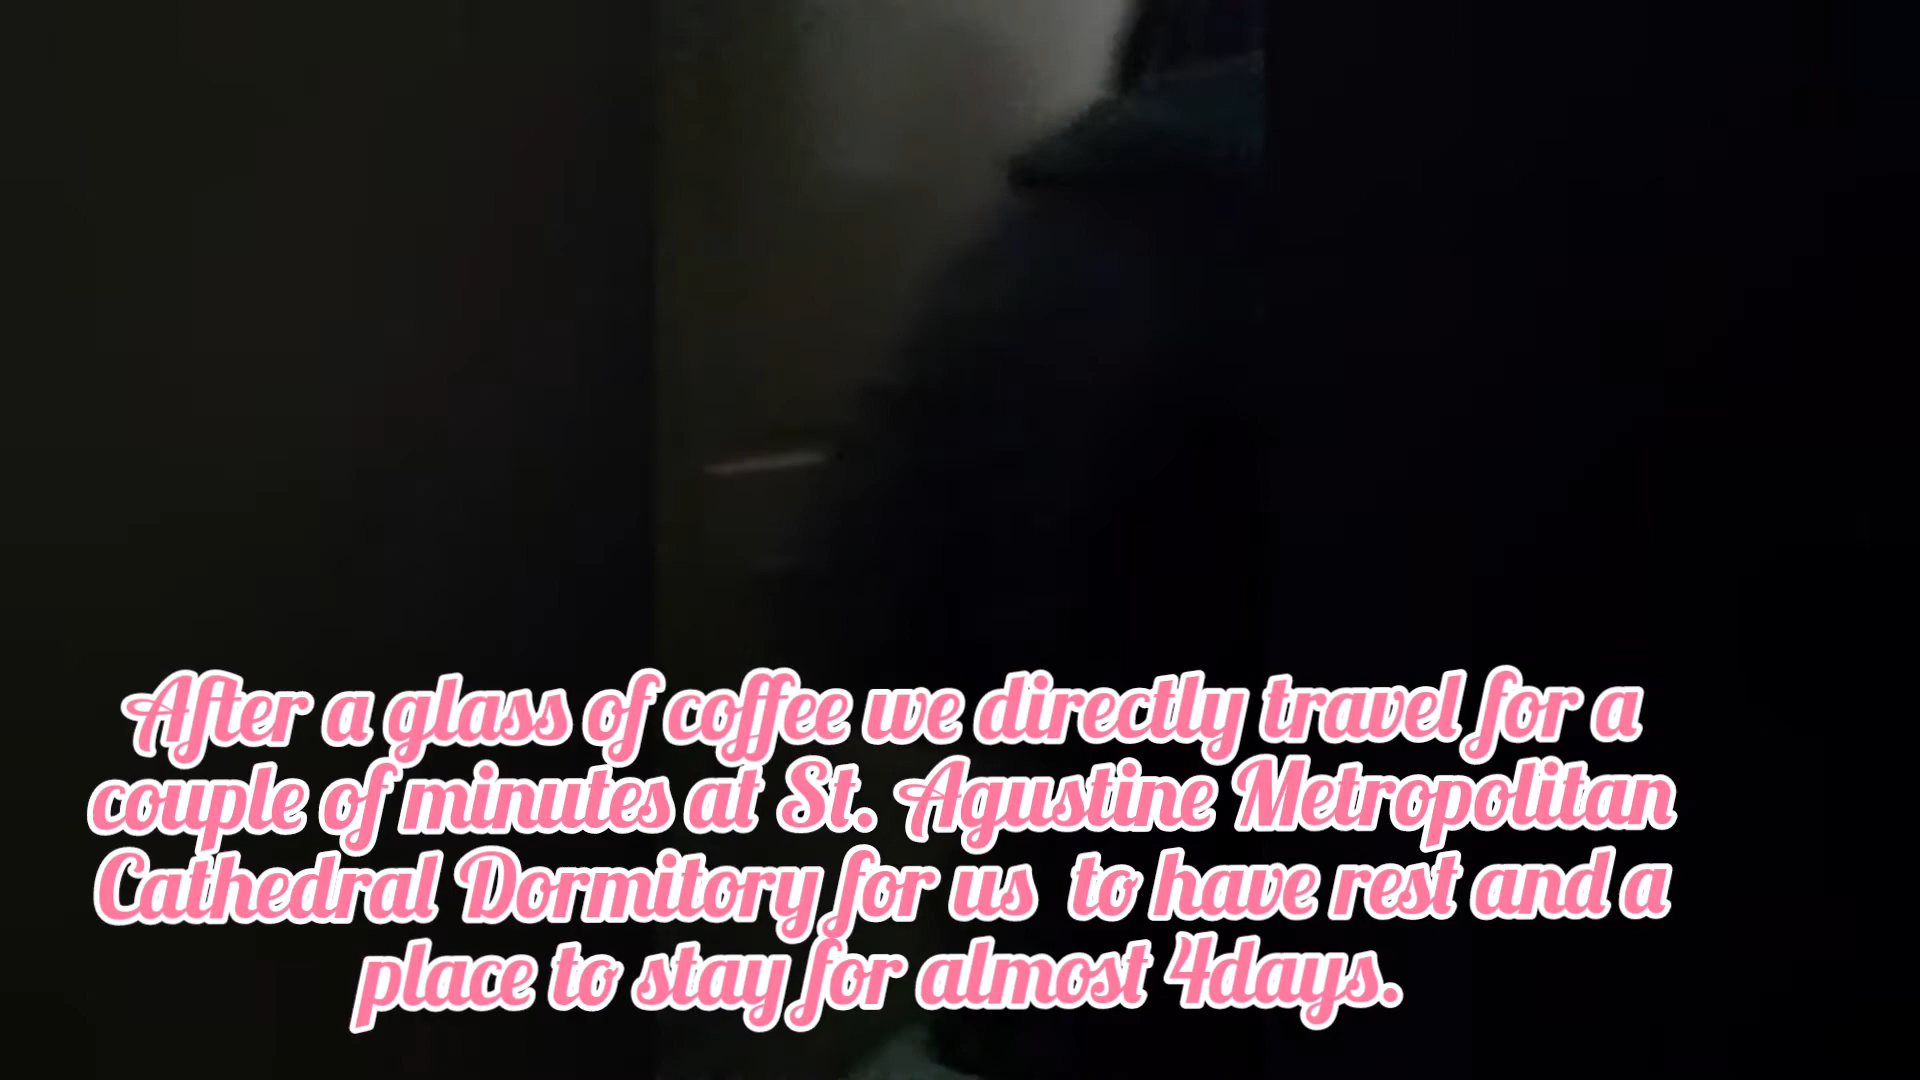 After a glass of coffee we directly travel for a
couple of minutes at St. Agustine Metropolitan
Cathedral Dormitory for us to have rest and a
place to stay for almost 4days.